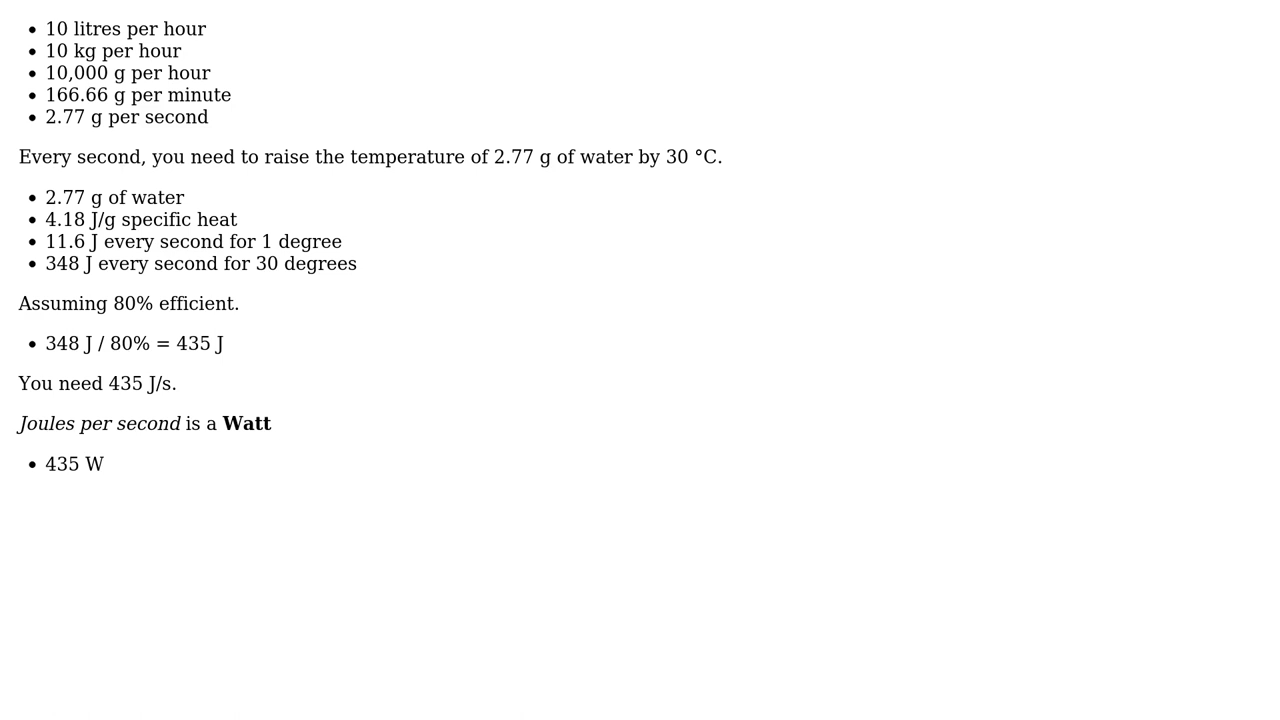 • 10 litres per hour
• 10 kg per hour
• 10,000 g per hour
• 166.66 g per minute
• 2.77 g per second
Every second, you need to raise the temperature of 2.77 g of water by 30 °C.
• 2.77 g of water
• 4.18 J/g specific heat
• 11.6 J every second for 1 degree
• 348 J every second for 30 degrees
Assuming 80% efficient.
• 348 J / 80% = 435 J
You need 435 J/s.
Joules per second is a Watt
• 435 W